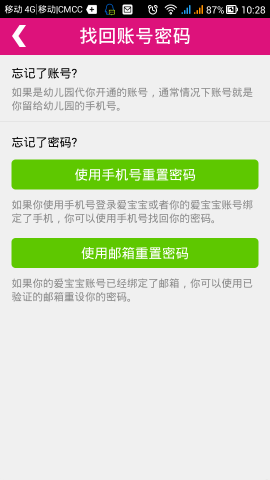 移动 4G|移动|CMCC 87% 10:28
找回账号密码
忘记了账号?
如果是幼儿园代你开通的账号，通常情况下账号就是
你留给幼儿园的手机号。
忘记了密码?
使用手机号重置密码
如果你使用手机号登录爱宝宝或者你的爱宝宝账号绑
定了手机，你可以使用手机号找回你的密码。
使用邮箱重置密码
如果你的爱宝宝账号已经绑定了邮箱，你可以使用已
验证的邮箱重设你的密码。